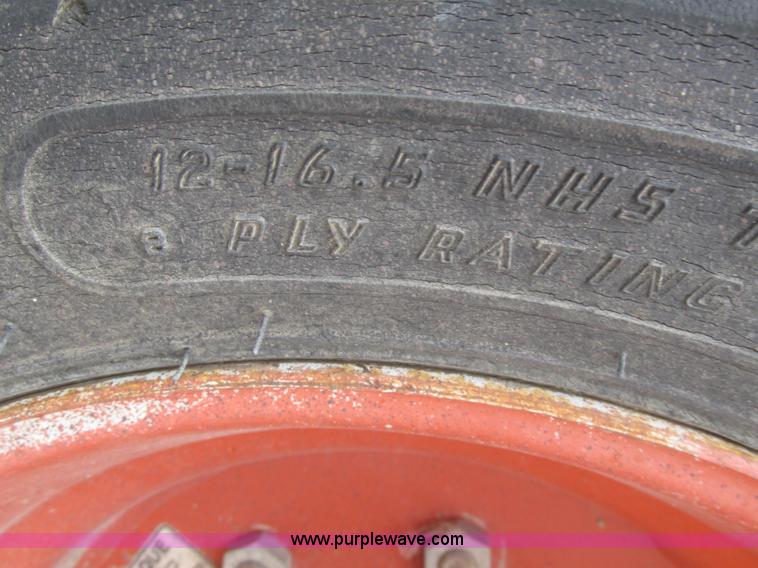 12-16.5 NHS
PLY RATING
www.purplewave.com